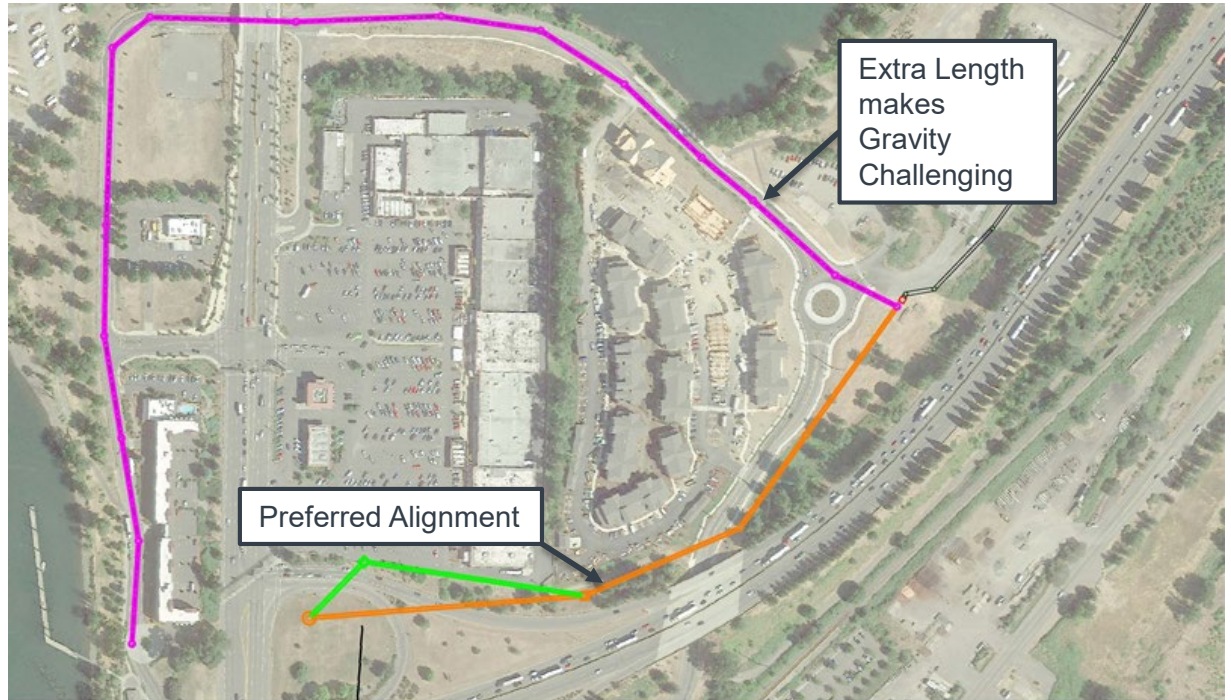 Extra Length
makes
Gravity
Challenging
Preferred Alignment